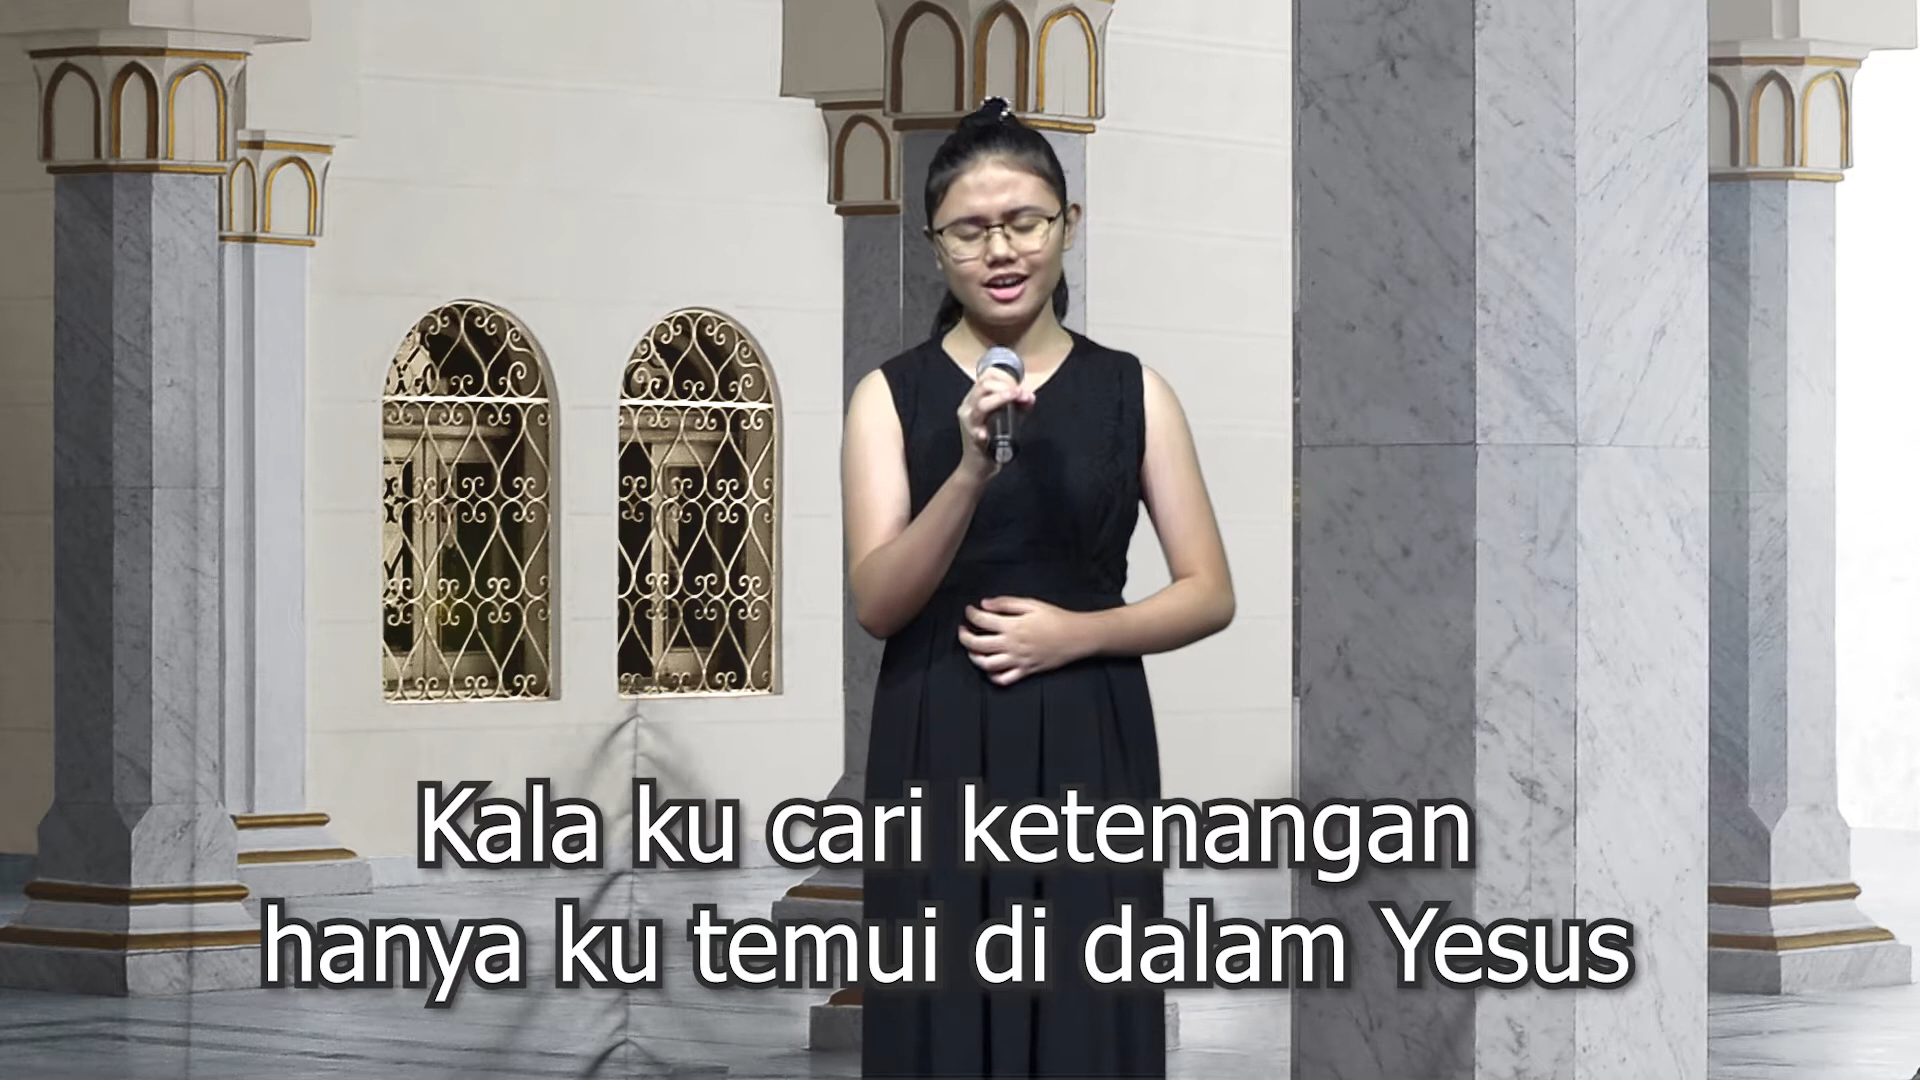 Kala ku cari ketenangan
hanya ku temui di dalam Yesus